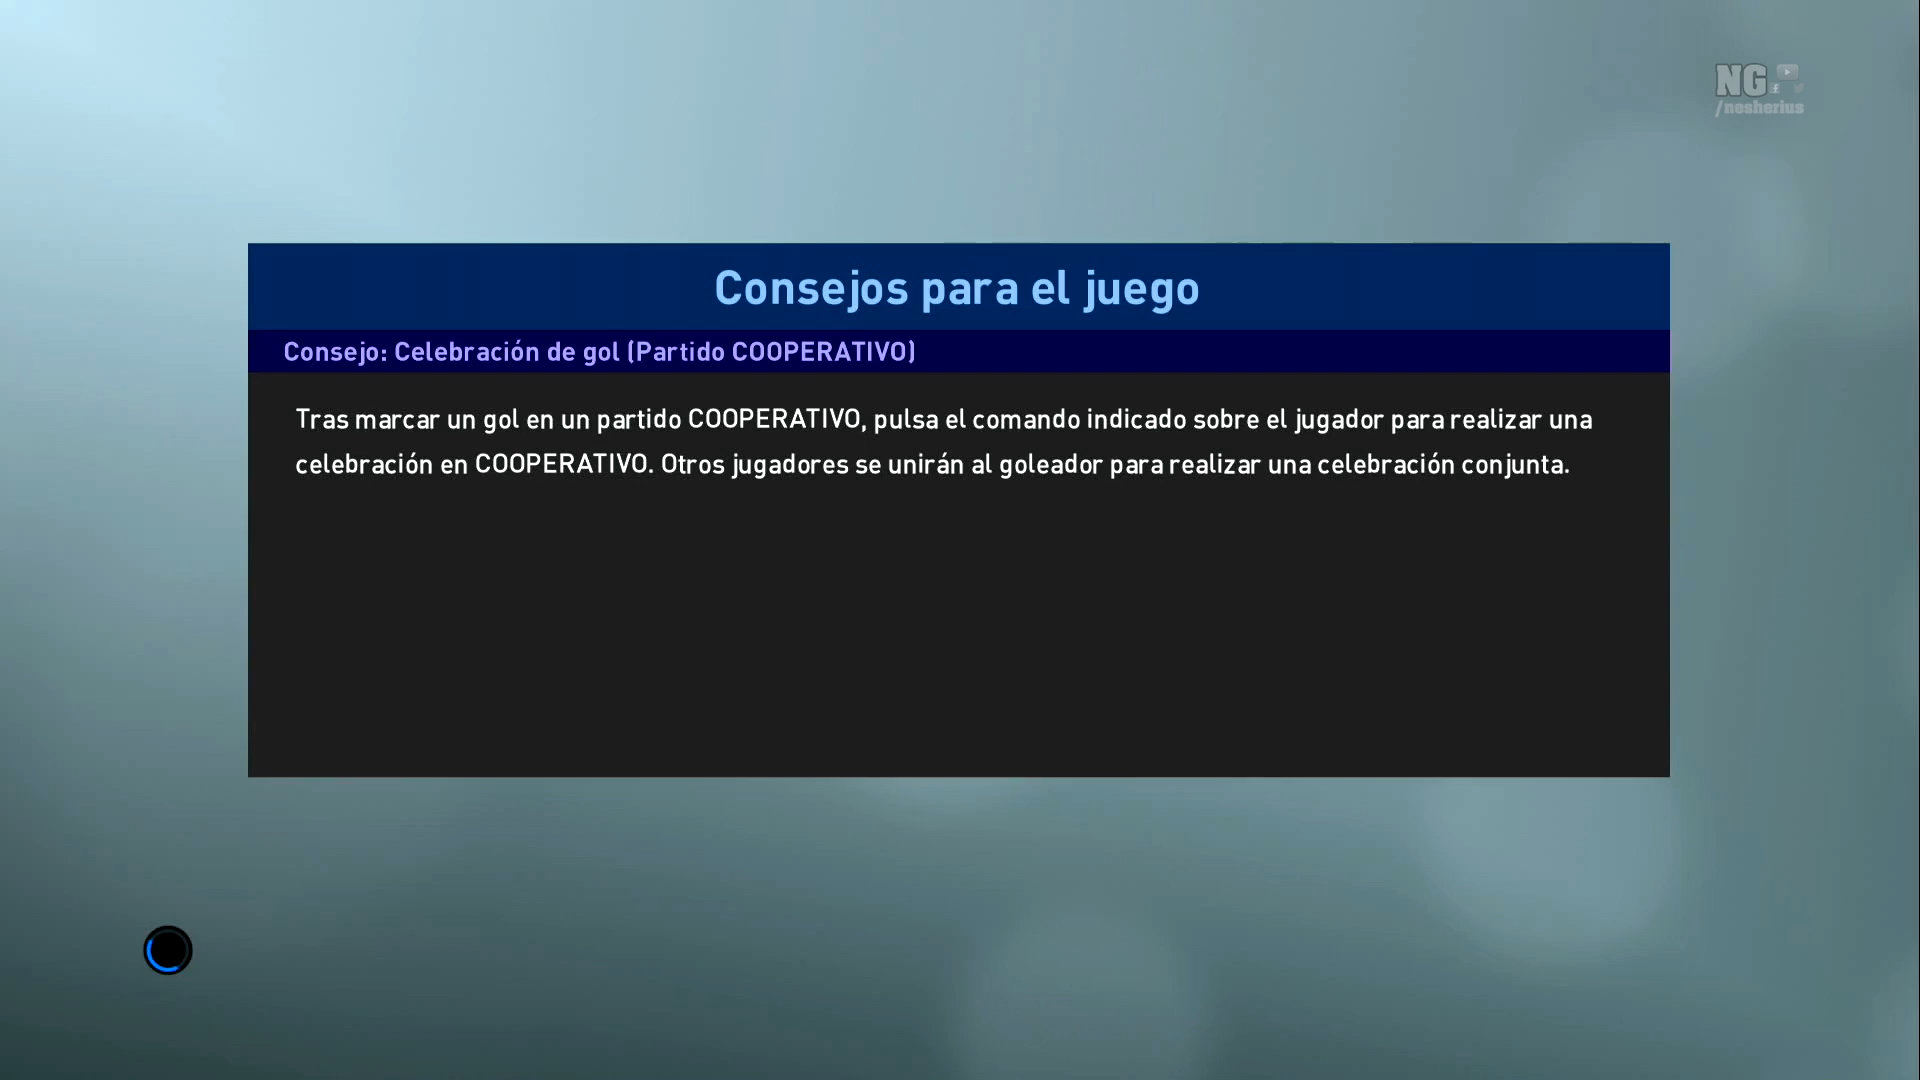 NG
/nesherius
Consejos para el juego
Consejo: Celebración de gol (Partido COOPERATIVO)
Tras marcar un gol en un partido COOPERATIVO, pulsa el comando indicado sobre el jugador para realizar una
celebración en COOPERATIVO. Otros jugadores se unirán al goleador para realizar una celebración conjunta.